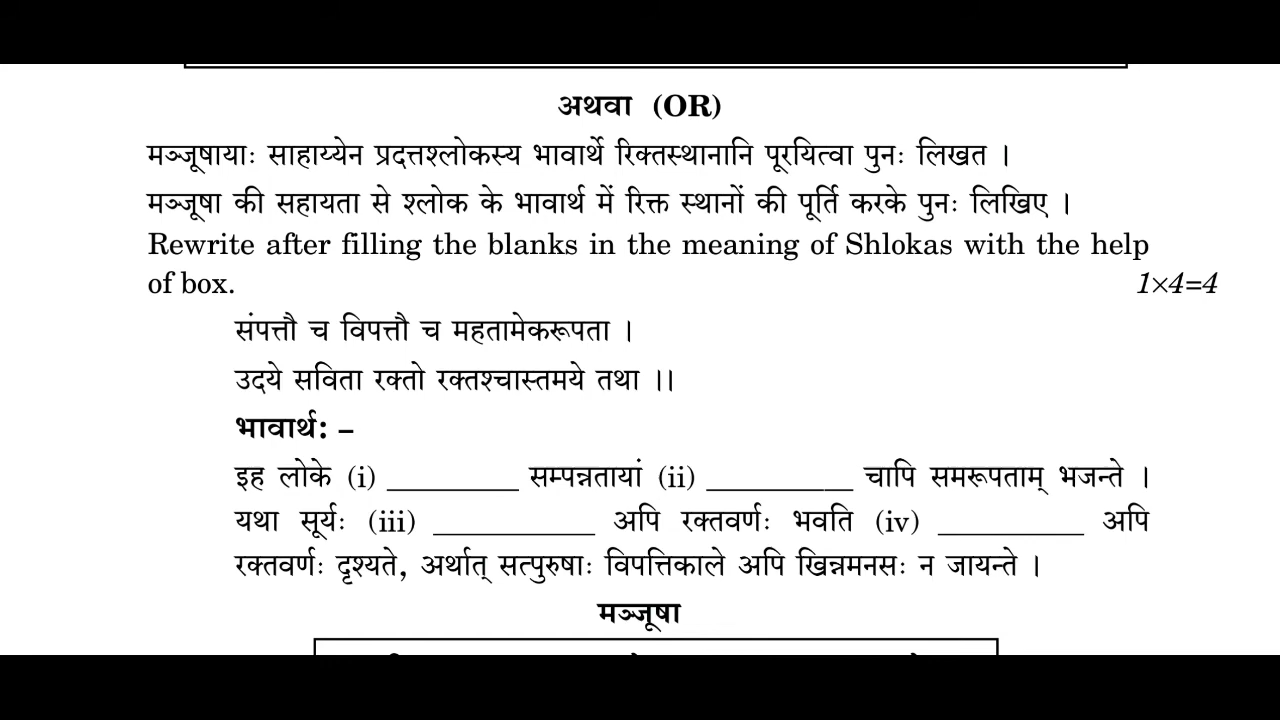 अथवा (OR)
मञ्जूषायाः साहाय्येन प्रदत्तश्लोकस्य भावार्थे रिक्तस्थानानि पूरयित्वा पुनः लिखत ।
मञ्जूषा की सहायता से श्लोक के भावार्थ में रिक्त स्थानों की पूर्ति करके पुनः लिखिए ।
Rewrite after filling the blanks in the meaning of Shlokas with the help
of box. 1×4=4
संपत्तौ च विपत्तौ च महतामेकरूपता ।
उदये सविता रक्तो रक्तश्चास्तमये तथा ।।
भावार्थ: –
इह लोके (i) _________ सम्पन्नतायां (ii) __________ चापि समरूपताम् भजन्ते ।
यथा सूर्यः (iii) ___________ अपि रक्तवर्णः भवति (iv) __________ अपि
रक्तवर्णः दृश्यते, अर्थात् सत्पुरुषाः विपत्तिकाले अपि खिन्नमनसः न जायन्ते ।
मञ्जूषा